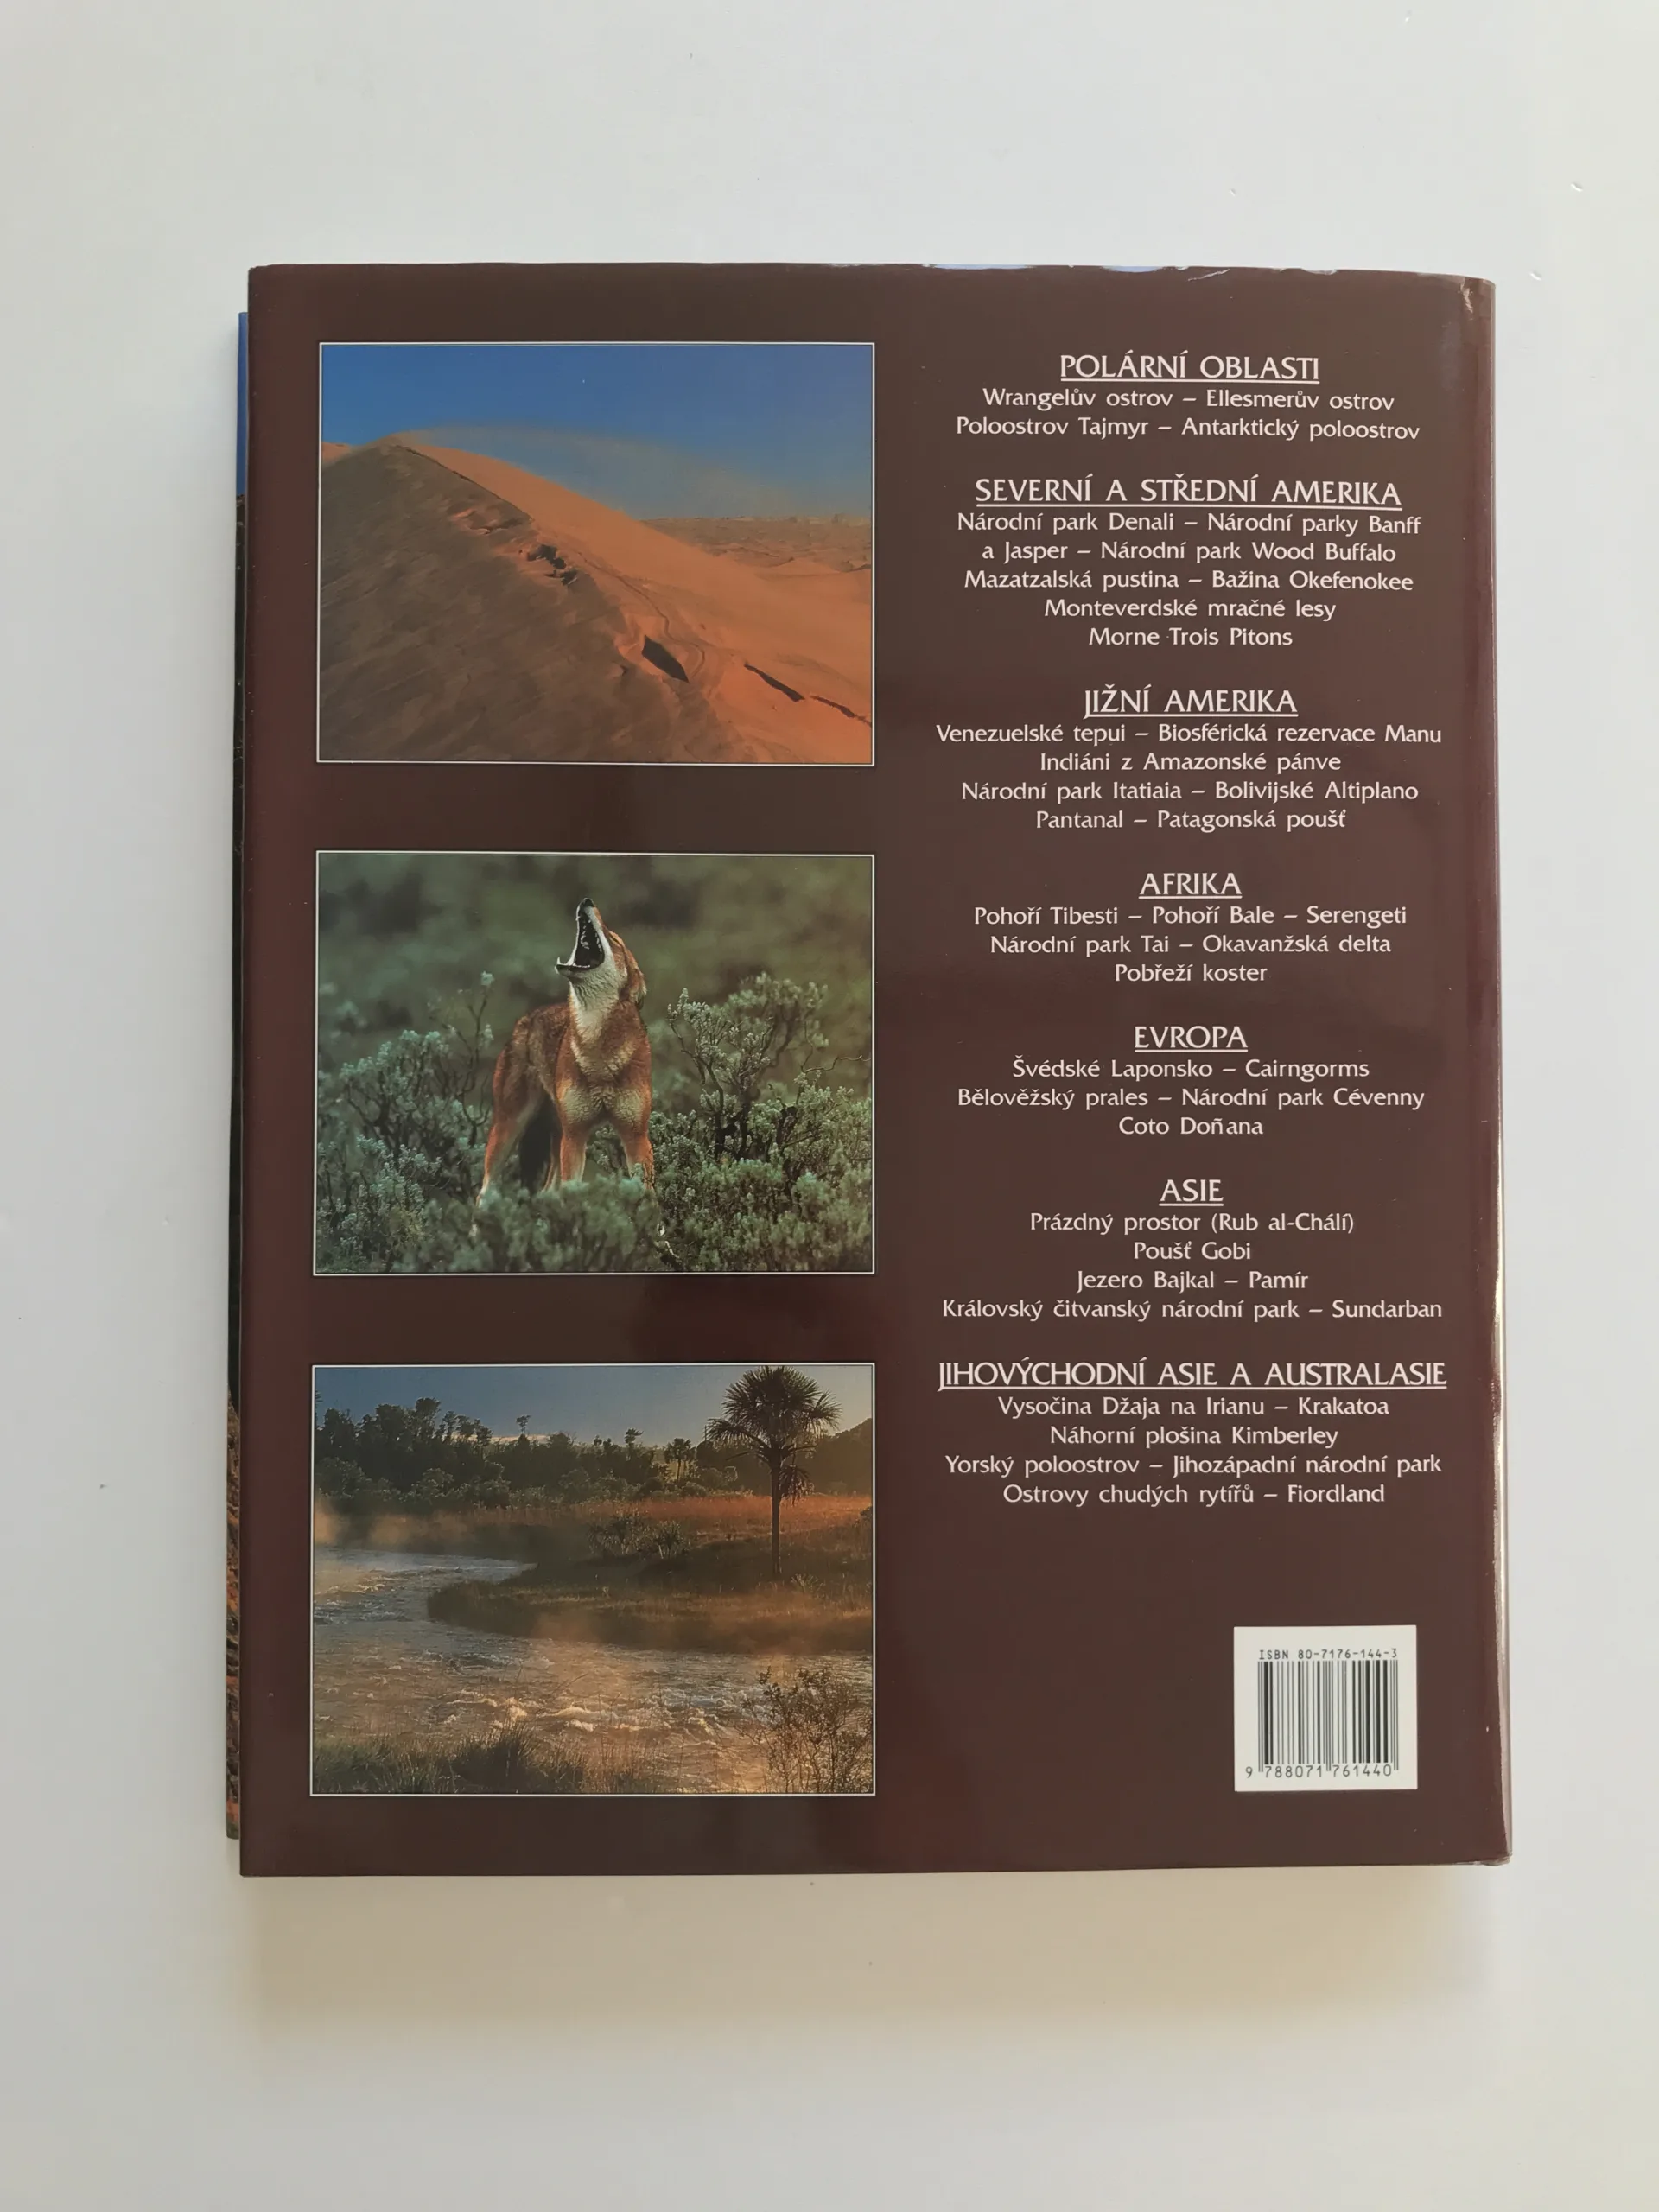 POLÁRNÍ OBLASTI
Wrangelův ostrov – Ellesmerův ostrov
Poloostrov Tajmyr – Antarktický poloostrov
SEVERNÍ A STŘEDNÍ AMERIKA
Národní park Denali – Národní parky Banff
a Jasper – Národní park Wood Buffalo
Mazatzalská pustina – Bažina Okefenokee
Monteverdské mračné lesy
Morne Trois Pitons
JIŽNÍ AMERIKA
Venezuelské tepui – Biosférická rezervace Manu
Indiáni z Amazonské pánve
Národní park Itatiaia – Bolivijské Altiplano
Pantanal – Patagonská poušť
AFRIKA
Pohoří Tibesti – Pohoří Bale – Serengeti
Národní park Tai – Okavanžská delta
Pobřeží koster
EVROPA
Švédské Laponsko – Cairngorms
Bělověžský prales – Národní park Cévenny
Coto Doñana
ASIE
Prázdný prostor (Rub al-Chálí)
Poušť Gobi
Jezero Bajkal – Pamír
Královský čitvanský národní park – Sundarban
JIHOVÝCHODNÍ ASIE A AUSTRALASIE
Vysočina Džaja na Irianu – Krakatoa
Náhorní plošina Kimberley
Yorský poloostrov – Jihozápadní národní park
Ostrovy chudých rytířů – Fiordland
ISBN 80-7176-144-3
9 788071 761440